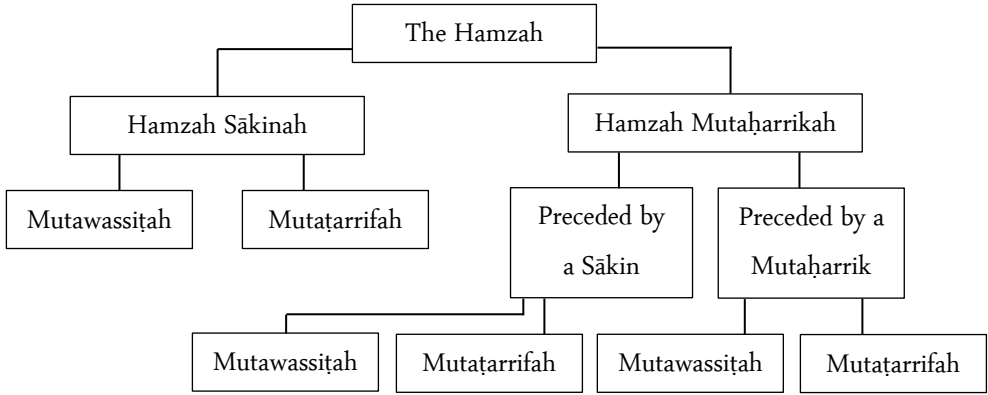 The Hamzah
Hamzah Sākinah
Hamzah Mutaḥarrikah
Mutawassiṭah
Mutaṭarrifah
Preceded by
a Sākin
Preceded by a
Mutaḥarrik
Mutawassiṭah
Mutaṭarrifah
Mutawassiṭah
Mutaṭarrifah